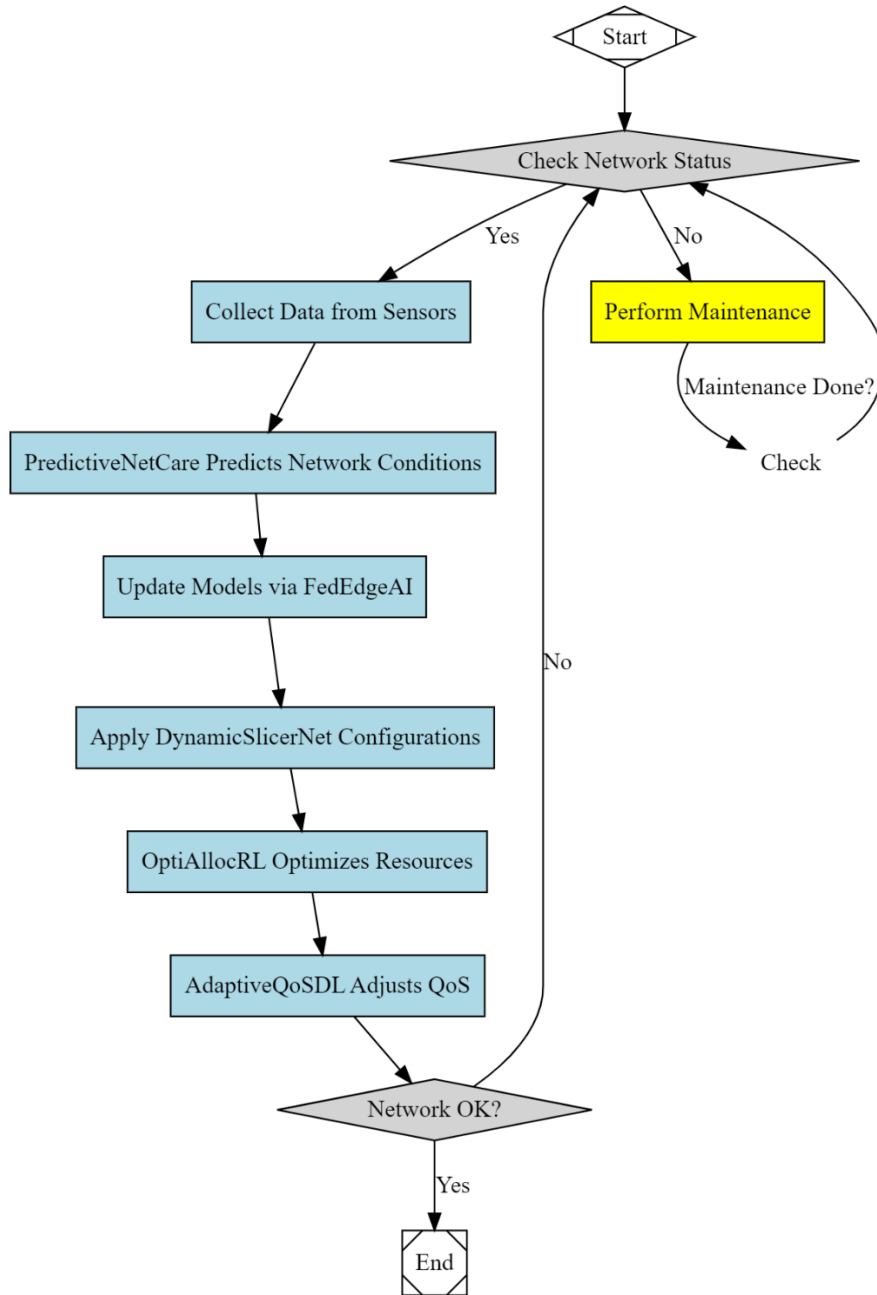 Start
Check Network Status
Yes
No
Collect Data from Sensors
Perform Maintenance
Maintenance Done?
PredictiveNetCare Predicts Network Conditions
Check
Update Models via FedEdgeAI
No
Apply DynamicSlicerNet Configurations
OptiAllocRL Optimizes Resources
AdaptiveQoSDL Adjusts QoS
Network OK?
Yes
End